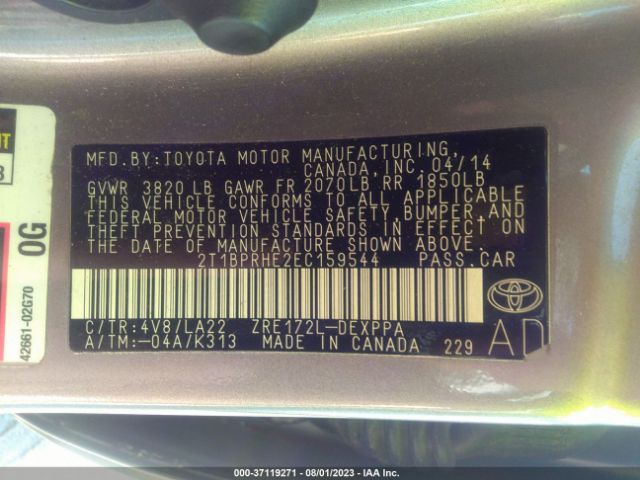 MFD.BY:TOYOTA MOTOR MANUFACTURING,
CANADA,INC. 04/14
GVWR 3820 LB GAWR FR 2070LB RR 1850LB
THIS VEHICLE CONFORMS TO ALL APPLICABLE
FEDERAL MOTOR VEHICLE SAFETY,BUMPER,AND
THEFT PREVENTION STANDARDS IN EFFECT ON
THE DATE OF MANUFACTURE SHOWN ABOVE.
2T1BPRHE2EC159544 PASS.CAR
C/TR:4V8/LA22 ZRE172L-DEXPPA
A/TM:-04A/K313 MADE IN CANADA 229
AD
0G
42661-02G70
000-37119271 - 08/01/2023 - IAA Inc.